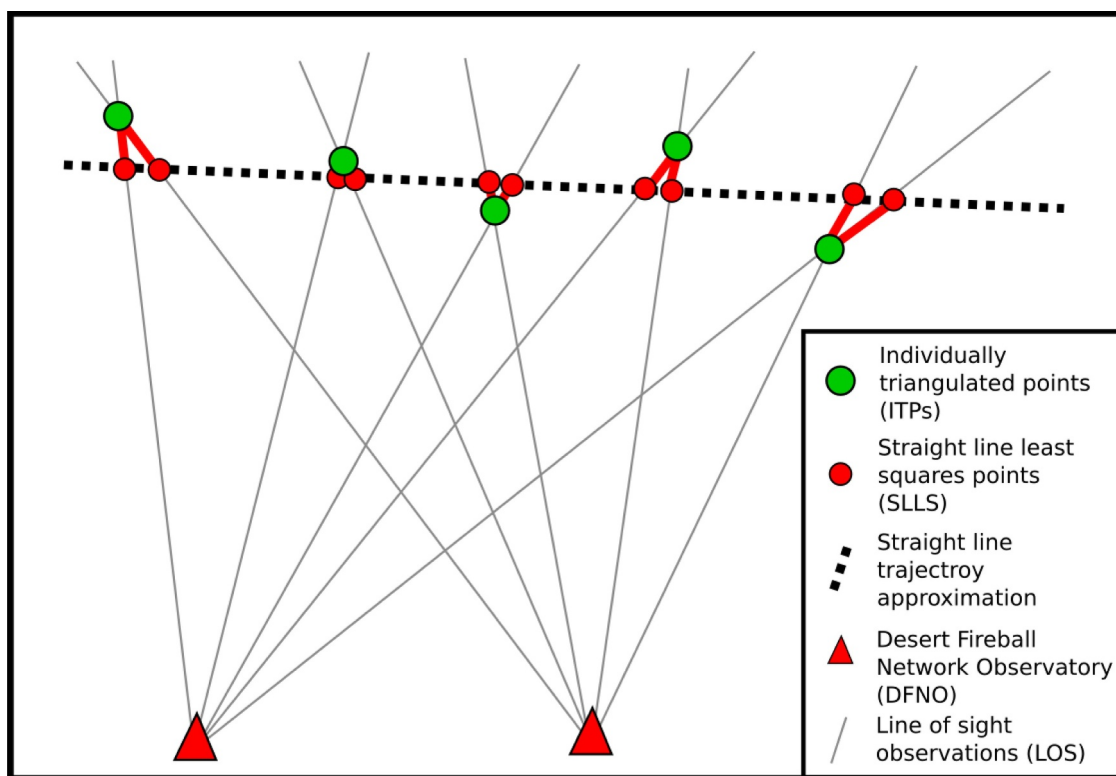 Individually
triangulated points
(ITPs)
Straight line least
squares points
(SLLS)
Straight line
trajectroy
approximation
Desert Fireball
Network Observatory
(DFNO)
Line of sight
observations (LOS)